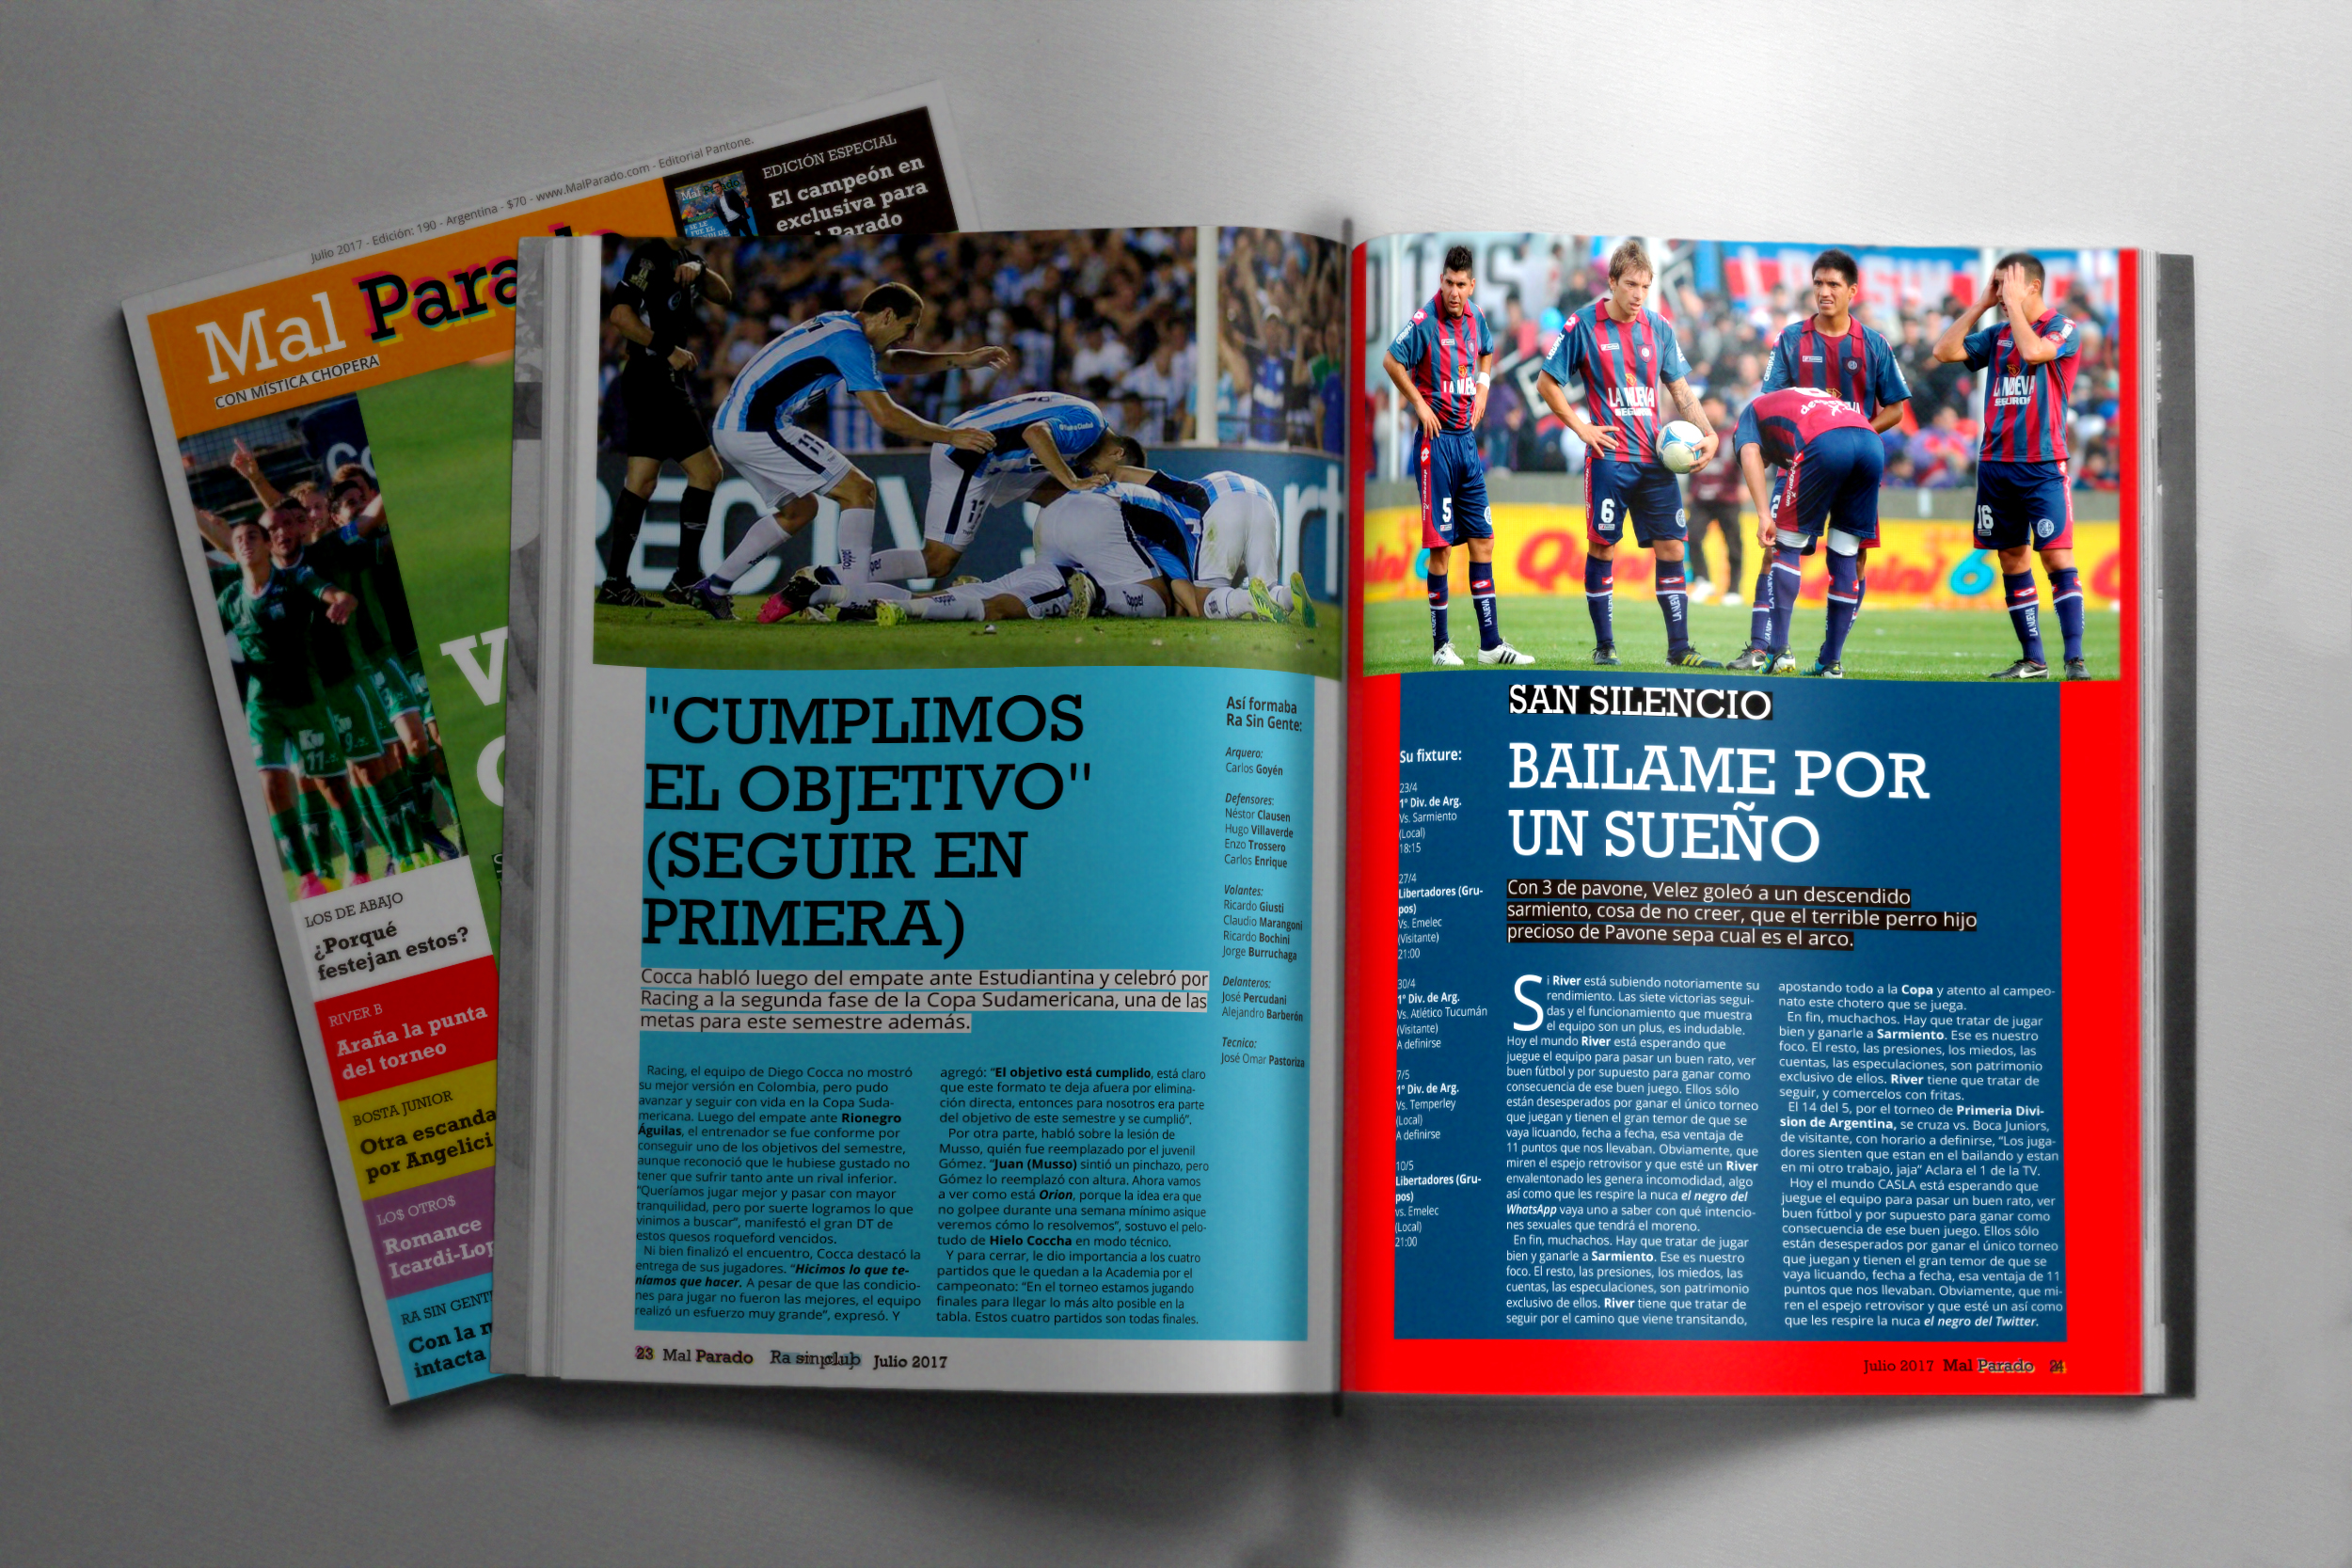 Julio 2017 - Edición: 190 - Argentina - $70 - www.MalParado.com - Editorial Pantone.
Mal Para
CON MÍSTICA CHOPERA
EDICIÓN ESPECIAL
El campeón en
exclusiva para
Parado
LOS DE ABAJO
¿Porqué
festejan estos?
RIVER B
Araña la punta
del torneo
BOSTA JUNIOR
Otra escanda
por Angelici
LO$ OTRO$
Romance
Icardi-Lop
RA SIN GENT
Con la m
intacta
"CUMPLIMOS
EL OBJETIVO"
(SEGUIR EN
PRIMERA)
Cocca habló luego del empate ante Estudiantina y celebró por
Racing a la segunda fase de la Copa Sudamericana, una de las
metas para este semestre además.
Racing, el equipo de Diego Cocca no mostró
su mejor versión en Colombia, pero pudo
avanzar y seguir con vida en la Copa Suda-
mericana. Luego del empate ante Rionegro
Águilas, el entrenador se fue conforme por
conseguir uno de los objetivos del semestre,
aunque reconoció que le hubiese gustado no
tener que sufrir tanto ante un rival inferior.
"Queríamos jugar mejor y pasar con mayor
tranquilidad, pero por suerte logramos lo que
vinimos a buscar", manifestó el gran DT de
estos quesos roqueford vencidos.
Ni bien finalizó el encuentro, Cocca destacó la
entrega de sus jugadores. "Hicimos lo que te-
níamos que hacer. A pesar de que las condicio-
nes para jugar no fueron las mejores, el equipo
realizó un esfuerzo muy grande", expresó. Y
agregó: "El objetivo está cumplido, está claro
que este formato te deja afuera por elimina-
ción directa, entonces para nosotros era parte
del objetivo de este semestre y se cumplió".
Por otra parte, habló sobre la lesión de
Musso, quién fue reemplazado por el juvenil
Gómez. "Juan (Musso) sintió un pinchazo, pero
Gómez lo reemplazó con altura. Ahora vamos
a ver como está Orion, porque la idea era que
no golpee durante una semana mínimo asique
veremos cómo lo resolvemos", sostuvo el pelo-
tudo de Hielo Coccha en modo técnico.
Y para cerrar, le dio importancia a los cuatro
partidos que le quedan a la Academia por el
campeonato: "En el torneo estamos jugando
finales para llegar lo más alto posible en la
tabla. Estos cuatro partidos son todas finales.
Así formaba
Ra Sin Gente:
Arquero:
Carlos Goyén
Defensores:
Néstor Clausen
Hugo Villaverde
Enzo Trossero
Carlos Enrique
Volantes:
Ricardo Giusti
Claudio Marangoni
Ricardo Bochini
Jorge Burruchaga
Delanteros:
José Percudani
Alejandro Barberón
Tecnico:
José Omar Pastoriza
23 Mal Parado Ra sin club Julio 2017
LA NUEVA
SEGUROS
5
6
16
Quini 6
SAN SILENCIO
BAILAME POR
UN SUEÑO
Con 3 de pavone, Velez goleó a un descendido
sarmiento, cosa de no creer, que el terrible perro hijo
precioso de Pavone sepa cual es el arco.
Su fixture:
23/4
1° Div. de Arg.
Vs. Sarmiento
(Local)
18:15
27/4
Libertadores (Gru-
pos)
Vs. Emelec
(Visitante)
21:00
30/4
1° Div. de Arg.
Vs. Atlético Tucumán
(Visitante)
A definirse
7/5
1° Div. de Arg.
Vs. Temperley
(Local)
A definirse
10/5
Libertadores (Gru-
pos)
vs. Emelec
(Local)
21:00
Si River está subiendo notoriamente su
rendimiento. Las siete victorias segui-
das y el funcionamiento que muestra
el equipo son un plus, es indudable.
Hoy el mundo River está esperando que
juegue el equipo para pasar un buen rato, ver
buen fútbol y por supuesto para ganar como
consecuencia de ese buen juego. Ellos sólo
están desesperados por ganar el único torneo
que juegan y tienen el gran temor de que se
vaya licuando, fecha a fecha, esa ventaja de
11 puntos que nos llevaban. Obviamente, que
miren el espejo retrovisor y que esté un River
envalentonado les genera incomodidad, algo
así como que les respire la nuca el negro del
WhatsApp vaya uno a saber con qué intencio-
nes sexuales que tendrá el moreno.
En fin, muchachos. Hay que tratar de jugar
bien y ganarle a Sarmiento. Ese es nuestro
foco. El resto, las presiones, los miedos, las
cuentas, las especulaciones, son patrimonio
exclusivo de ellos. River tiene que tratar de
seguir por el camino que viene transitando,
apostando todo a la Copa y atento al campeo-
nato este chotero que se juega.
En fin, muchachos. Hay que tratar de jugar
bien y ganarle a Sarmiento. Ese es nuestro
foco. El resto, las presiones, los miedos, las
cuentas, las especulaciones, son patrimonio
exclusivo de ellos. River tiene que tratar de
seguir, y comercelos con fritas.
El 14 del 5, por el torneo de Primeria Divi-
sion de Argentina, se cruza vs. Boca Juniors,
de visitante, con horario a definirse, "Los juga-
dores sienten que estan en el bailando y estan
en mi otro trabajo, jaja" Aclara el 1 de la TV.
Hoy el mundo CASLA está esperando que
juegue el equipo para pasar un buen rato, ver
buen fútbol y por supuesto para ganar como
consecuencia de ese buen juego. Ellos sólo
están desesperados por ganar el único torneo
que juegan y tienen el gran temor de que se
vaya licuando, fecha a fecha, esa ventaja de 11
puntos que nos llevaban. Obviamente, que mi-
ren el espejo retrovisor y que esté un así como
que les respire la nuca el negro del Twitter.
Julio 2017 Mal Parado 24